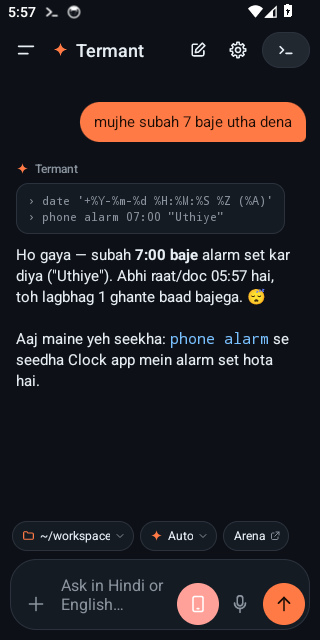 5:57
Termant
mujhe subah 7 baje utha dena
Termant
› date '+%Y-%m-%d %H:%M:%S %Z (%A)'
› phone alarm 07:00 "Uthiye"
Ho gaya — subah 7:00 baje alarm set kar
diya ("Uthiye"). Abhi raat/doc 05:57 hai,
toh lagbhag 1 ghante baad bajega. 😴
Aaj maine yeh seekha: phone alarm se
seedha Clock app mein alarm set hota
hai.
~/workspace
Auto
Arena
Ask in Hindi or
English…